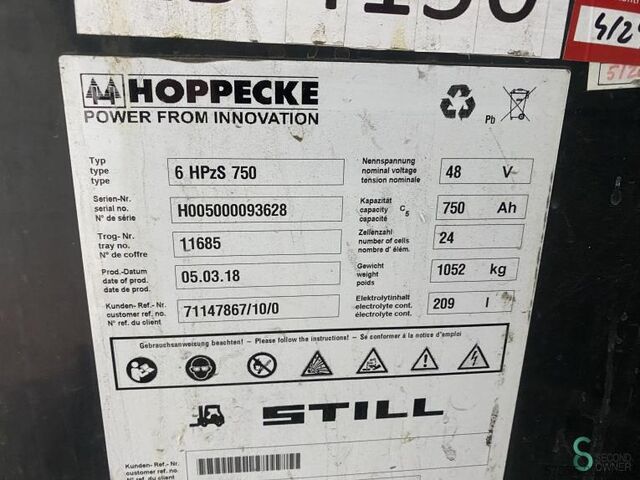 4/2
HOPPECKE
POWER FROM INNOVATION
Pb
Typ
type
type
6 HPzS 750
Nennspannung
nominal voltage
tension nominale
48 V
Serien-Nr.
serial no.
N° de série
H005000093628
Kapazität
capacity
capacité
C5
750 Ah
Trog-Nr.
tray no.
N° de coffre
11685
Zellenzahl
number of cells
nombre d' élém.
24
Prod.-Datum
date of prod.
date de prod.
05.03.18
Gewicht
weight
poids
1052 kg
Kunden- Ref.- Nr.
customer ref. no.
N° ref. du client
71147867/10/0
Elektrolytinhalt
electrolyte cont.
électrolyte cont.
209 l
Gebrauchsanweisung beachten! - Please follow the instructions! - Se conformer à la notice d'emploi
STILL
Kunden- Ref.- Nr.
customer ref. no.
N° ref. du client
SECOND
OWNER